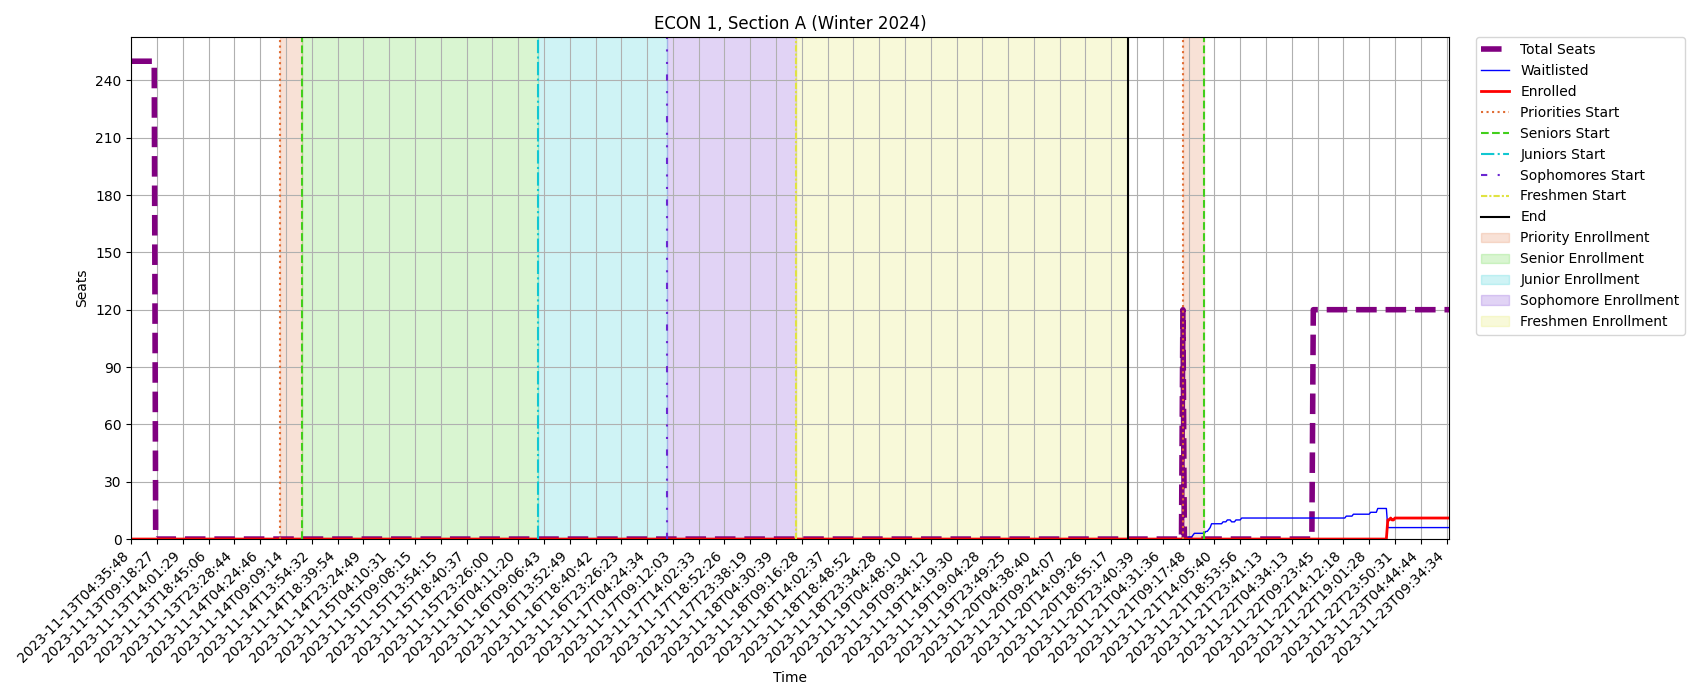 ECON 1, Section A (Winter 2024)
Seats
240
210
180
150
120
90
60
30
0
2023-11-13T04:35:48
2023-11-13T09:18:27
2023-11-13T14:01:29
2023-11-13T18:45:06
2023-11-13T23:28:44
2023-11-14T04:24:46
2023-11-14T09:09:14
2023-11-14T13:54:32
2023-11-14T18:39:54
2023-11-14T23:24:49
2023-11-15T04:10:31
2023-11-15T09:08:15
2023-11-15T13:54:15
2023-11-15T18:40:37
2023-11-15T23:26:00
2023-11-16T04:11:20
2023-11-16T09:06:43
2023-11-16T13:52:49
2023-11-16T18:40:42
2023-11-16T23:26:23
2023-11-17T04:24:34
2023-11-17T09:12:03
2023-11-17T14:02:33
2023-11-17T18:52:26
2023-11-17T23:38:19
2023-11-18T04:30:39
2023-11-18T09:16:28
2023-11-18T14:02:37
2023-11-18T18:48:52
2023-11-18T23:34:28
2023-11-19T04:48:10
2023-11-19T09:34:12
2023-11-19T14:19:30
2023-11-19T19:04:28
2023-11-19T23:49:25
2023-11-20T04:38:40
2023-11-20T09:24:07
2023-11-20T14:09:26
2023-11-20T18:55:17
2023-11-20T23:40:39
2023-11-21T04:31:36
2023-11-21T09:17:48
2023-11-21T14:05:40
2023-11-21T18:53:56
2023-11-21T23:41:13
2023-11-22T04:34:13
2023-11-22T09:23:45
2023-11-22T14:12:18
2023-11-22T19:01:28
2023-11-22T23:50:31
2023-11-23T04:44:44
2023-11-23T09:34:34
Time
Total Seats
Waitlisted
Enrolled
Priorities Start
Seniors Start
Juniors Start
Sophomores Start
Freshmen Start
End
Priority Enrollment
Senior Enrollment
Junior Enrollment
Sophomore Enrollment
Freshmen Enrollment